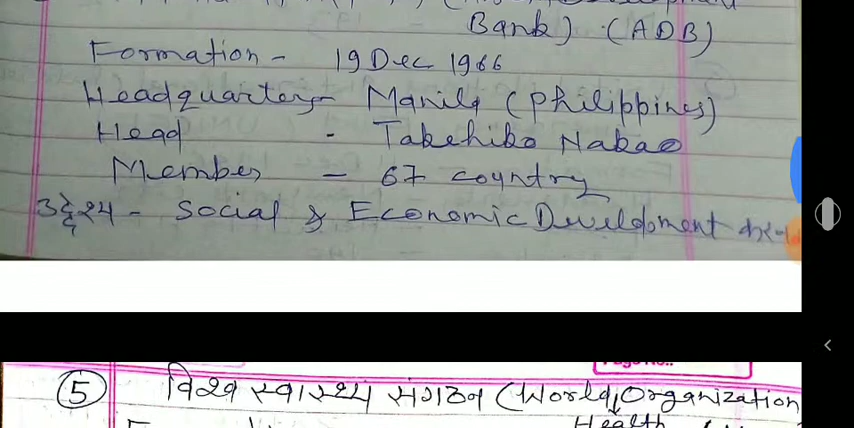 Bank) (ADB)
Formation - 19 Dec 1966
Headquarter - Manila (Philippines)
Head - Takehiko Nakao
Member - 67 country
उद्देश्य - Social & Economic Development करना
5 विश्व स्वास्थ्य संगठन (World Organization
Health